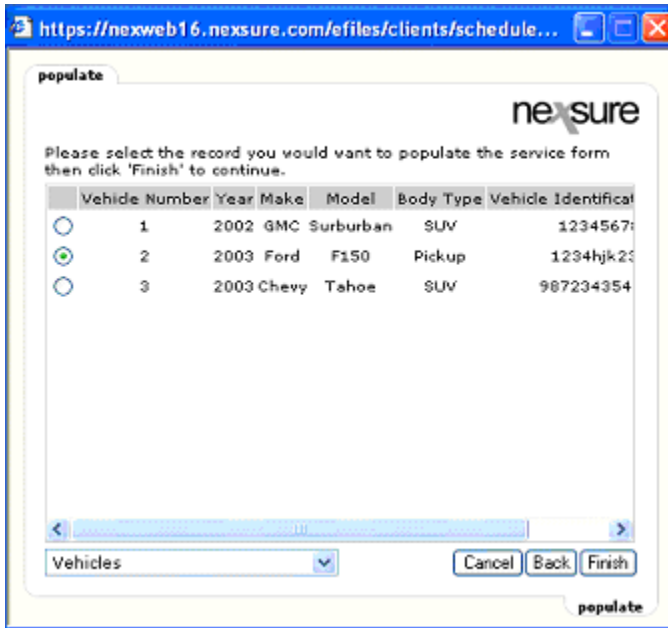 https://nexweb16.nexsure.com/efiles/clients/schedule...
populate
nexsure
Please select the record you would want to populate the service form
then click 'Finish' to continue.
Vehicle Number Year Make Model Body Type Vehicle Identificat
1 2002 GMC Surburban SUV 1234567
2 2003 Ford F150 Pickup 1234hjk23
3 2003 Chevy Tahoe SUV 987234354
Vehicles Cancel Back Finish
populate